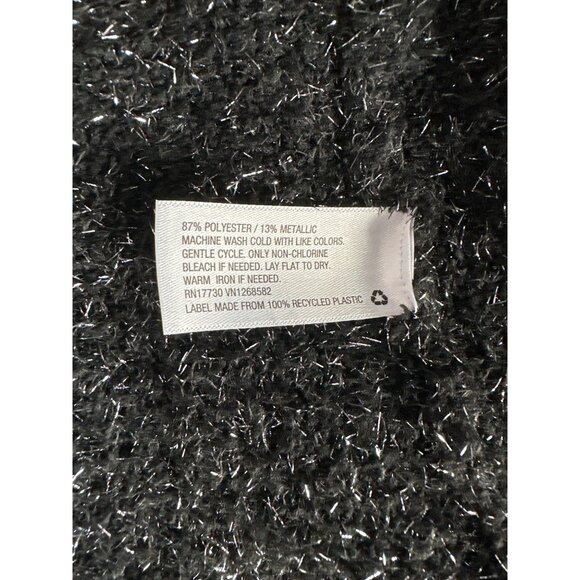 87% POLYESTER / 13% METALLIC
MACHINE WASH COLD WITH LIKE COLORS.
GENTLE CYCLE. ONLY NON-CHLORINE
BLEACH IF NEEDED. LAY FLAT TO DRY.
WARM IRON IF NEEDED.
RN17730 VN1268582
LABEL MADE FROM 100% RECYCLED PLASTIC